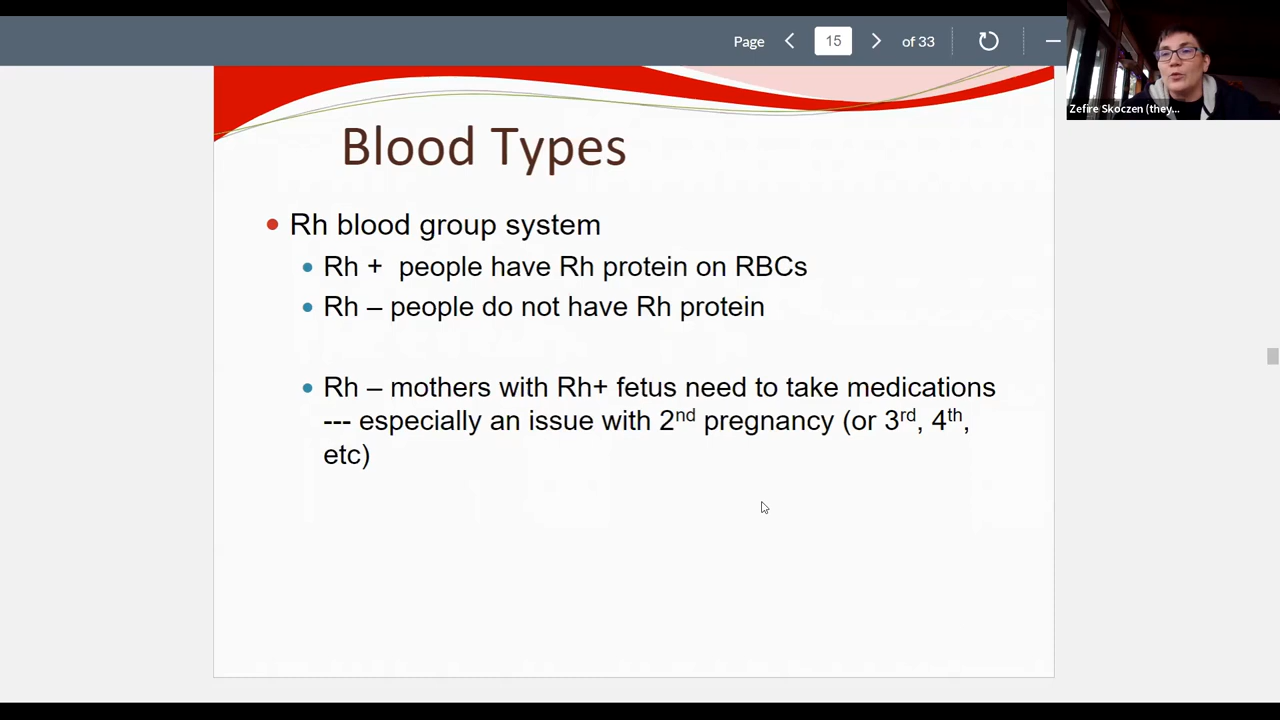 Page 15 of 33
Zefire Skoczen (they...
Blood Types
Rh blood group system
Rh + people have Rh protein on RBCs
Rh – people do not have Rh protein
Rh – mothers with Rh+ fetus need to take medications
--- especially an issue with 2nd pregnancy (or 3rd, 4th,
etc)